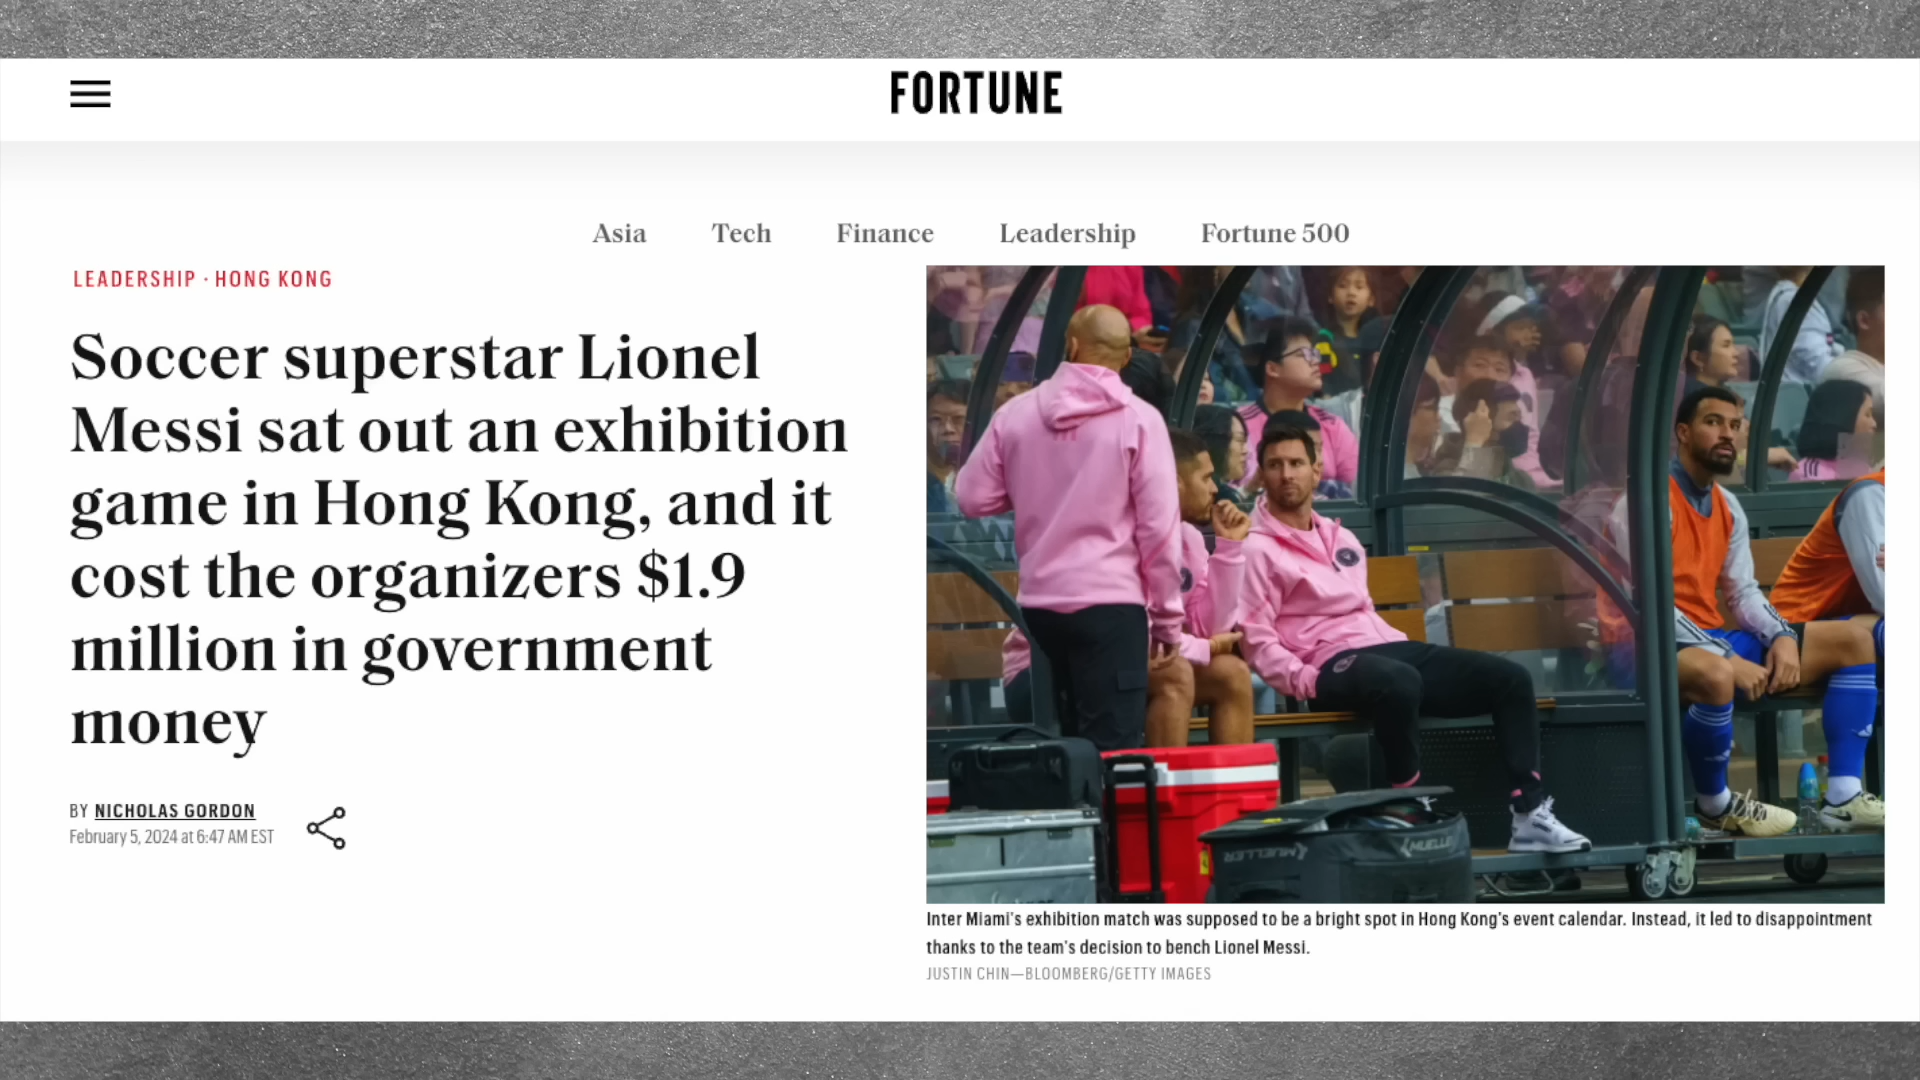 FORTUNE
Asia Tech Finance Leadership Fortune 500
LEADERSHIP · HONG KONG
Soccer superstar Lionel
Messi sat out an exhibition
game in Hong Kong, and it
cost the organizers $1.9
million in government
money
BY NICHOLAS GORDON
February 5, 2024 at 6:47 AM EST
MUELLER
MUELLE
Inter Miami's exhibition match was supposed to be a bright spot in Hong Kong's event calendar. Instead, it led to disappointment
thanks to the team's decision to bench Lionel Messi.
JUSTIN CHIN—BLOOMBERG/GETTY IMAGES